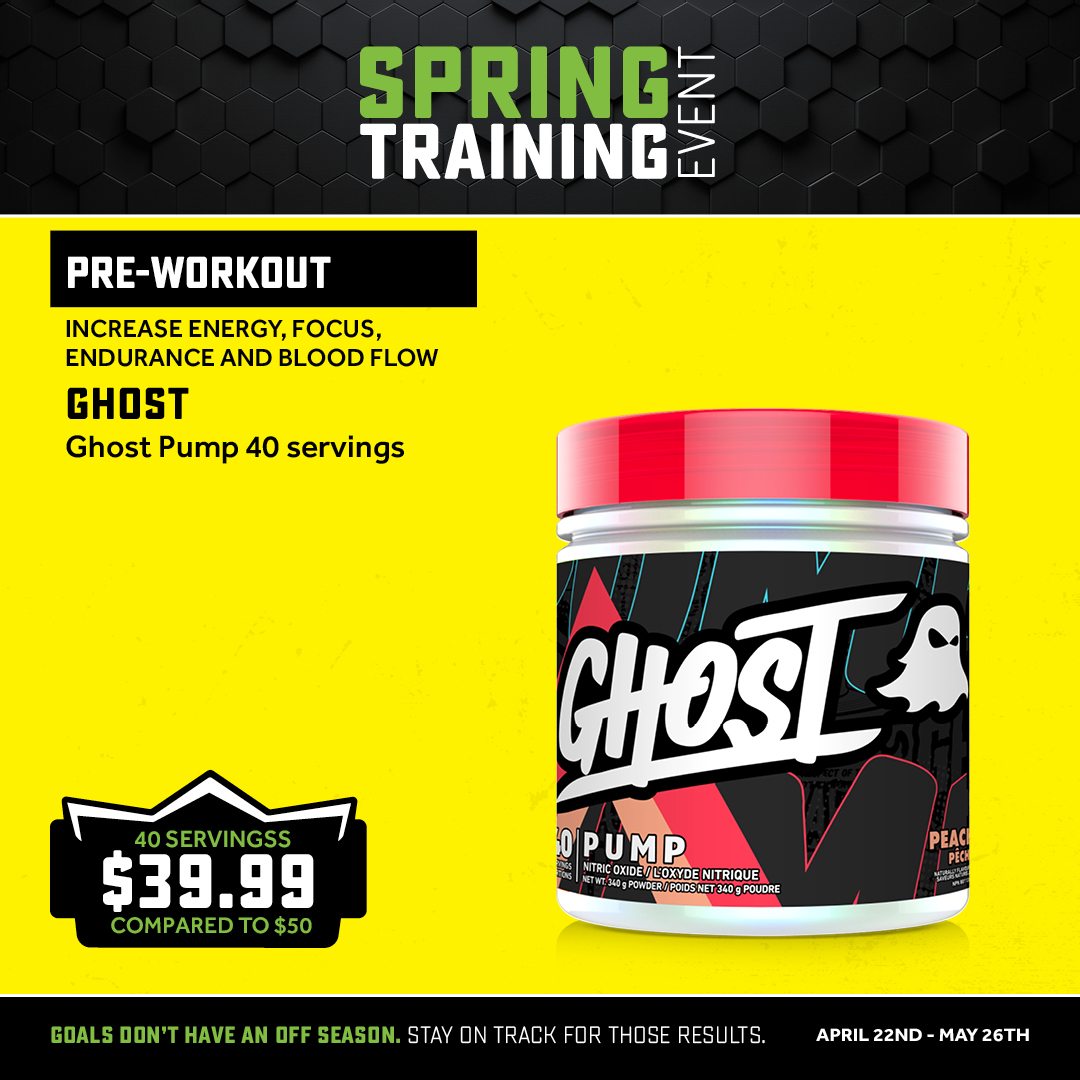 SPRING
TRAINING
EVENT
PRE-WORKOUT
INCREASE ENERGY, FOCUS,
ENDURANCE AND BLOOD FLOW
GHOST
Ghost Pump 40 servings
GHOST
PUMP
NITRIC OXIDE / L'OXYDE NITRIQUE
NET WT. 340 g POWDER / POIDS NET 340 g POUDRE
40 SERVINGSS
$39.99
COMPARED TO $50
GOALS DON'T HAVE AN OFF SEASON. STAY ON TRACK FOR THOSE RESULTS.
APRIL 22ND - MAY 26TH